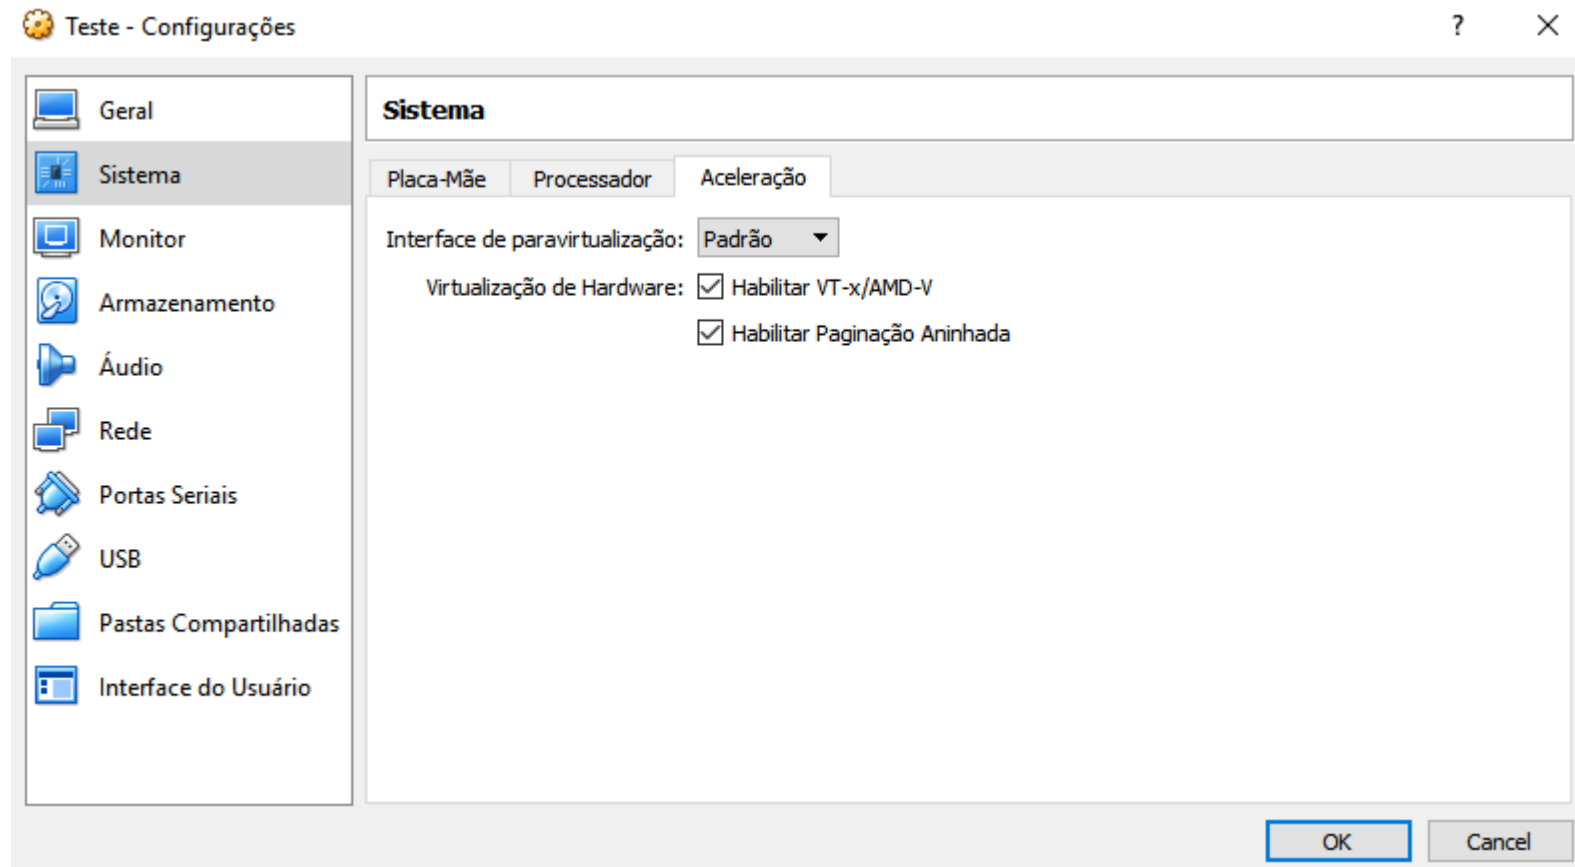 Teste - Configurações
?
Geral
Sistema
Monitor
Armazenamento
Áudio
Rede
Portas Seriais
USB
Pastas Compartilhadas
Interface do Usuário
Sistema
Placa-Mãe Processador Aceleração
Interface de paravirtualização: Padrão
Virtualização de Hardware: Habilitar VT-x/AMD-V
Habilitar Paginação Aninhada
OK Cancel